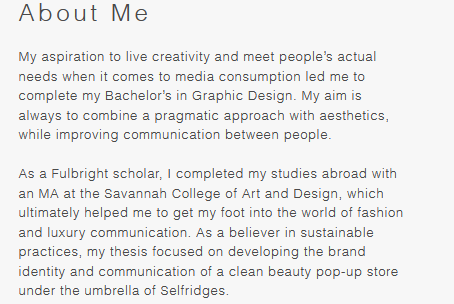 About Me
My aspiration to live creativity and meet people's actual
needs when it comes to media consumption led me to
complete my Bachelor's in Graphic Design. My aim is
always to combine a pragmatic approach with aesthetics,
while improving communication between people.
As a Fulbright scholar, I completed my studies abroad with
an MA at the Savannah College of Art and Design, which
ultimately helped me to get my foot into the world of fashion
and luxury communication. As a believer in sustainable
practices, my thesis focused on developing the brand
identity and communication of a clean beauty pop-up store
under the umbrella of Selfridges.